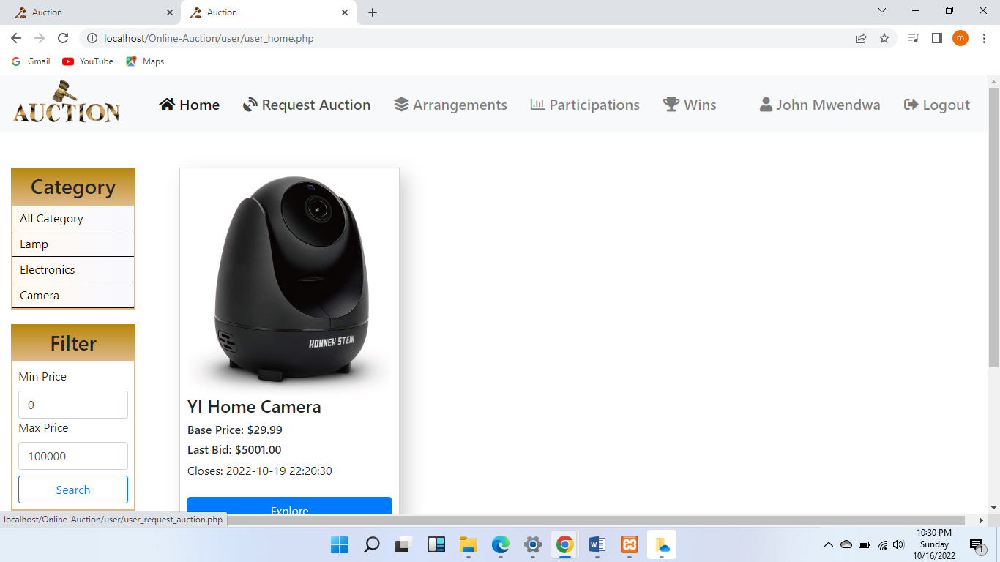 Auction
Auction
localhost/Online-Auction/user/user_home.php
m
Gmail YouTube Maps
AUCTION
Home Request Auction Arrangements Participations Wins John Mwendwa Logout
Category
All Category
Lamp
Electronics
Camera
Filter
Min Price
0
Max Price
100000
Search
HONNEK STEIN
YI Home Camera
Base Price: $29.99
Last Bid: $5001.00
Closes: 2022-10-19 22:20:30
Explore
localhost/Online-Auction/user/user_request_auction.php
10:30 PM
Sunday
10/16/2022
1